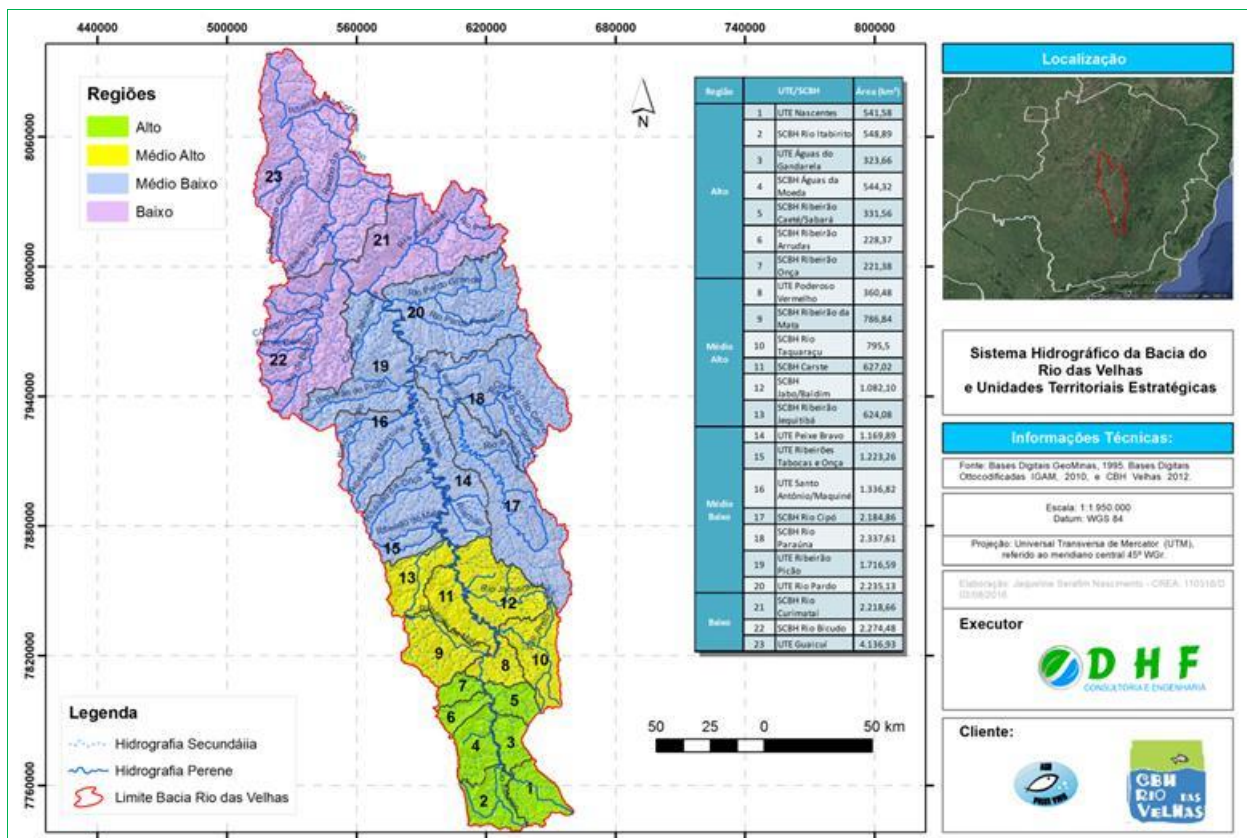 440000
500000
560000
620000
680000
740000
800000
8060000
8000000
7940000
7880000
7820000
7760000
Regiões
Alto
Médio Alto
Médio Baixo
Baixo
N
23
21
22
20
Rio Pardo Grande
Rio Pardo Pequeno
19
18
16
14
17
15
13
11
12
9
8
10
7
5
6
4
3
2
1
Legenda
Hidrografia Secundáiia
Hidrografia Perene
Limite Bacia Rio das Velhas
50 25 0 50 km
Região UTE/SCBH Área (km²)
Alto
1 UTE Nascentes 541,58
2 SCBH Rio Itabirito 548,89
3 UTE Águas do Gandarela 323,66
4 SCBH Águas da Moeda 544,32
5 SCBH Ribeirão Caeté/Sabará 331,56
6 SCBH Ribeirão Arrudas 228,37
7 SCBH Ribeirão Onça 221,38
Médio Alto
8 UTE Poderoso Vermelho 360,48
9 SCBH Ribeirão da Mata 786,84
10 SCBH Rio Taquaraçu 795,5
11 SCBH Carste 627,02
12 SCBH Jabo/Baldim 1.082,10
13 SCBH Ribeirão Jequitibá 624,08
Médio Baixo
14 UTE Peixe Bravo 1.169,89
15 UTE Ribeirões Tabocas e Onça 1.223,26
16 UTE Santo Antônio/Maquiné 1.336,82
17 SCBH Rio Cipó 2.184,86
18 SCBH Rio Paraúna 2.337,61
19 UTE Ribeirão Picão 1.716,59
20 UTE Rio Pardo 2.235,13
Baixo
21 SCBH Rio Curimataí 2.218,66
22 SCBH Rio Bicudo 2.274,48
23 UTE Guaicuí 4.136,93
Localização
Sistema Hidrográfico da Bacia do
Rio das Velhas
e Unidades Territoriais Estratégicas
Informações Técnicas:
Fonte: Bases Digitais GeoMinas, 1995. Bases Digitais
Ottocodificadas IGAM, 2010, e CBH Velhas 2012.
Escala: 1:1.950.000
Datum: WGS 84
Projeção: Universal Transversa de Mercator (UTM),
referido ao meridiano central 45º WGr.
Elaboração: Jaqueline Serafim Nascimento - CREA:
Executor
DHF
CONSULTORIA E ENGENHARIA
Cliente:
CBH
RIO DAS
VELHAS